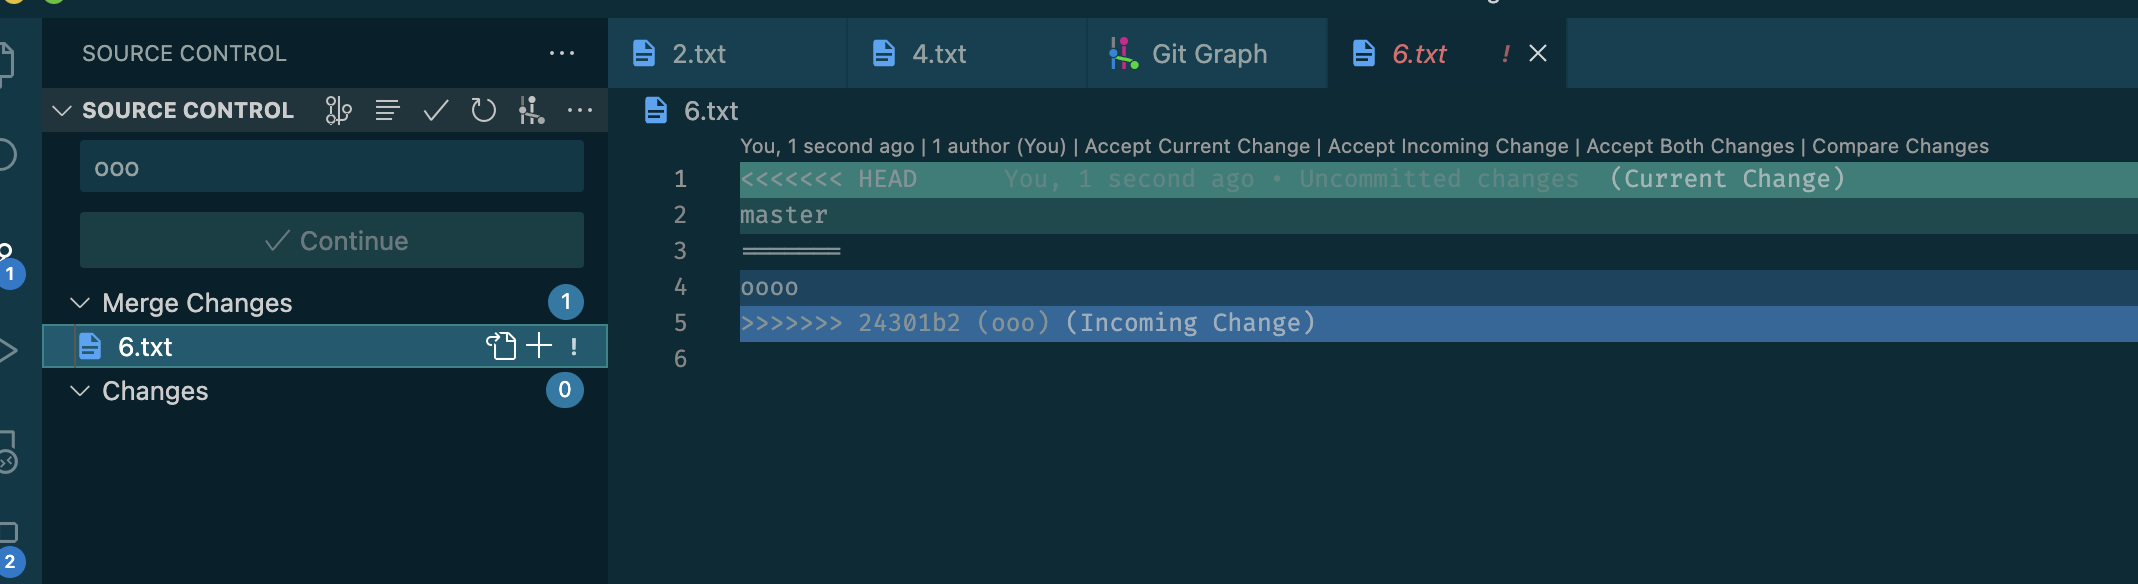 SOURCE CONTROL
SOURCE CONTROL
ooo
Continue
Merge Changes 1
6.txt !
Changes 0
1
2
2.txt
4.txt
Git Graph
6.txt !
6.txt
You, 1 second ago | 1 author (You) | Accept Current Change | Accept Incoming Change | Accept Both Changes | Compare Changes
1 <<<<<<< HEAD You, 1 second ago • Uncommitted changes (Current Change)
2 master
3 =======
4 oooo
5 >>>>>>> 24301b2 (ooo) (Incoming Change)
6